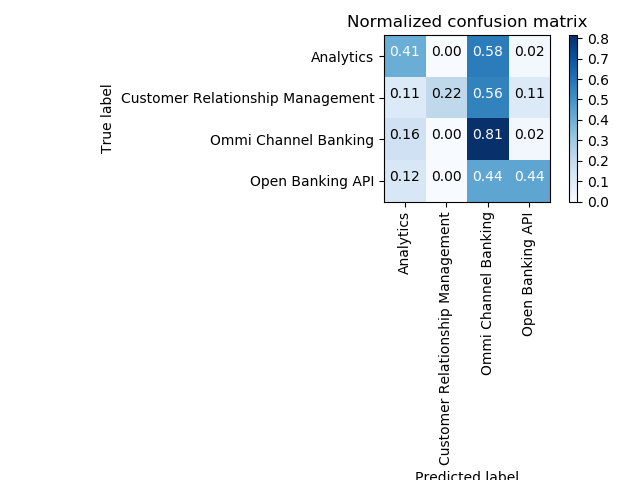 Normalized confusion matrix
True label
Analytics 0.41 0.00 0.58 0.02
Customer Relationship Management 0.11 0.22 0.56 0.11
Ommi Channel Banking 0.16 0.00 0.81 0.02
Open Banking API 0.12 0.00 0.44 0.44
Analytics
Customer Relationship Management
Ommi Channel Banking
Open Banking API
Predicted label
0.8
0.7
0.6
0.5
0.4
0.3
0.2
0.1
0.0